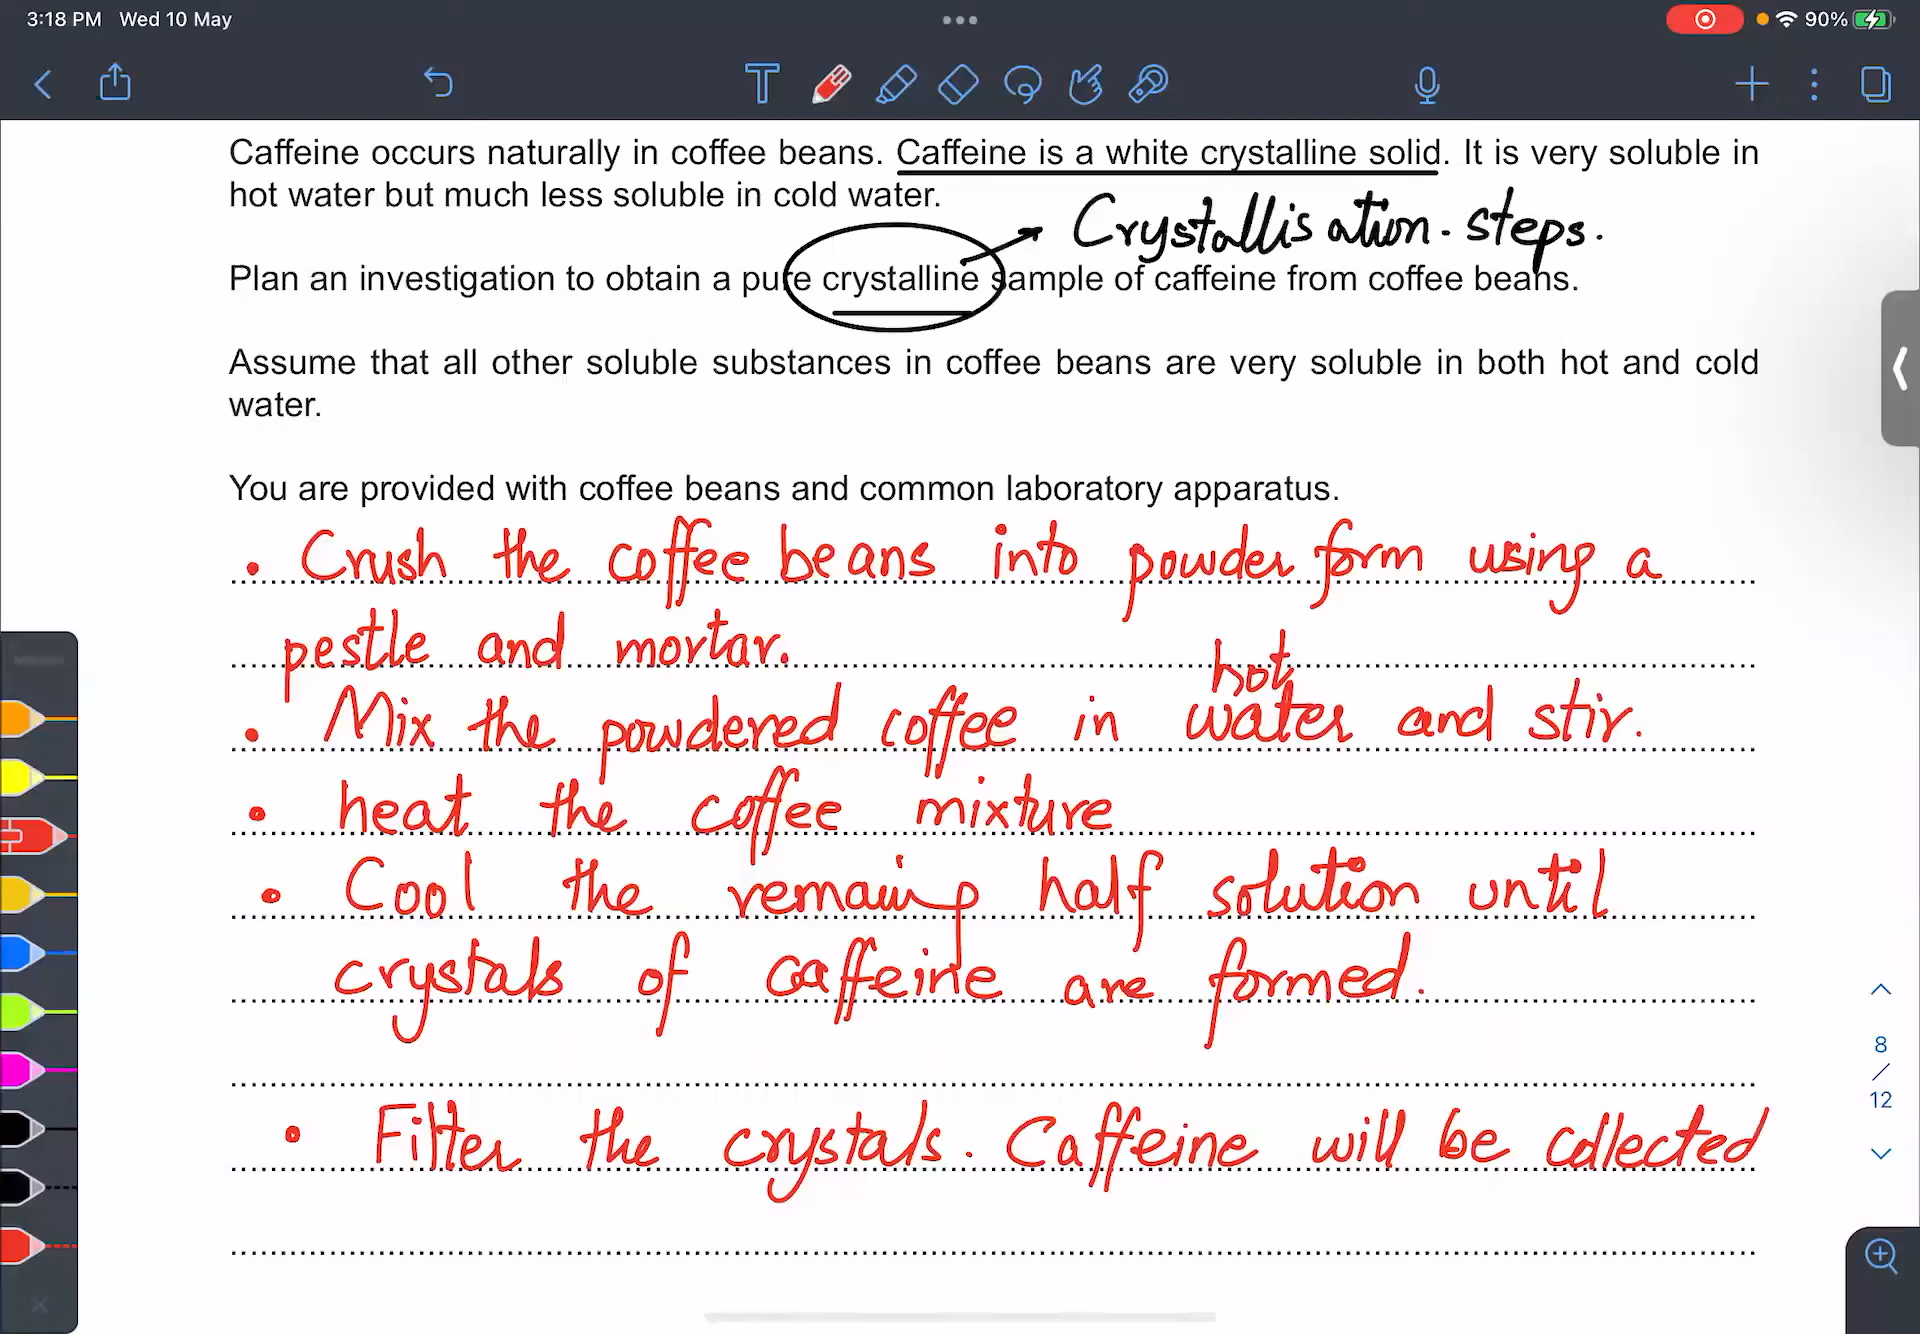 3:18 PM Wed 10 May
90%
Caffeine occurs naturally in coffee beans. Caffeine is a white crystalline solid. It is very soluble in
hot water but much less soluble in cold water.
Crystallisation. steps.
Plan an investigation to obtain a pure crystalline sample of caffeine from coffee beans.
Assume that all other soluble substances in coffee beans are very soluble in both hot and cold
water.
You are provided with coffee beans and common laboratory apparatus.
• Crush the coffee beans into powder form using a
pestle and mortar.
hot
• Mix the powdered coffee in water and stir.
• heat the coffee mixture
• Cool the remaing half solution until
crystals of caffeine are formed.
• Filter the crystals. Caffeine will be collected
8
/
12